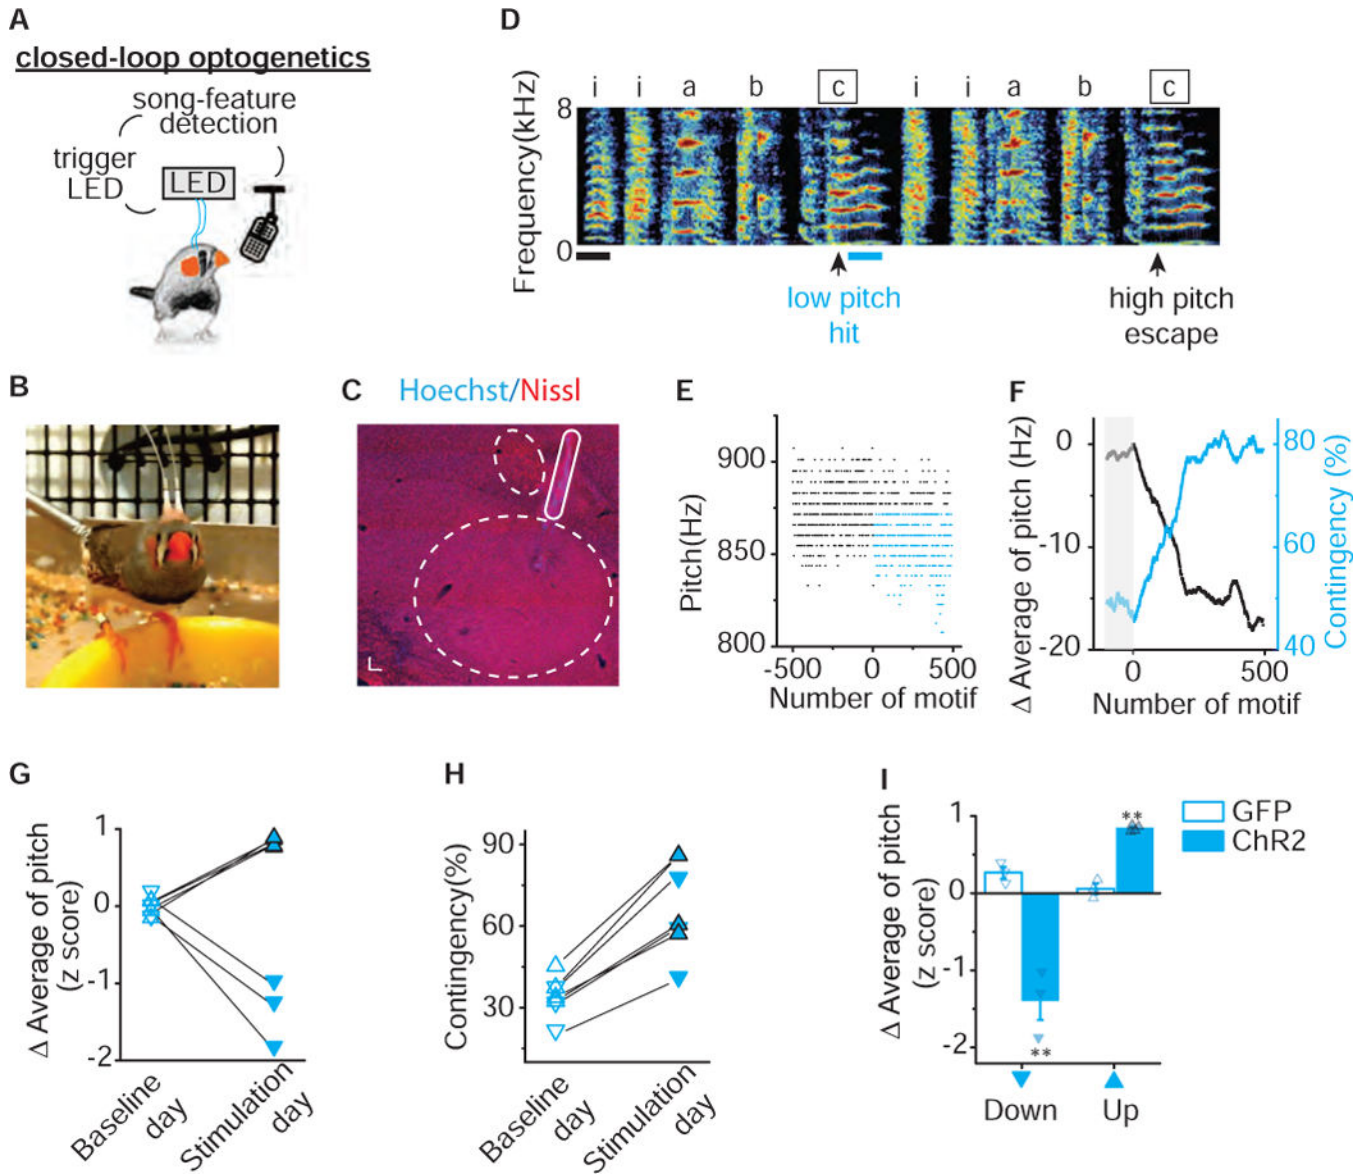 A
closed-loop optogenetics
song-feature
detection
trigger
LED
LED
B
C
Hoechst/Nissl
D
i i a b c i i a b c
Frequency(kHz)
8
0
low pitch
hit
high pitch
escape
E
Pitch(Hz)
900
850
800
-500 0 500
Number of motif
F
Δ Average of pitch (Hz)
0
-10
-20
80
60
40
Contingency (%)
0 500
Number of motif
G
Δ Average of pitch
(z score)
1
0
-1
-2
Baseline
day
Stimulation
day
H
Contingency(%)
90
60
30
Baseline
day
Stimulation
day
I
Δ Average of pitch
(z score)
1
0
-1
-2
**
**
GFP
ChR2
Down Up